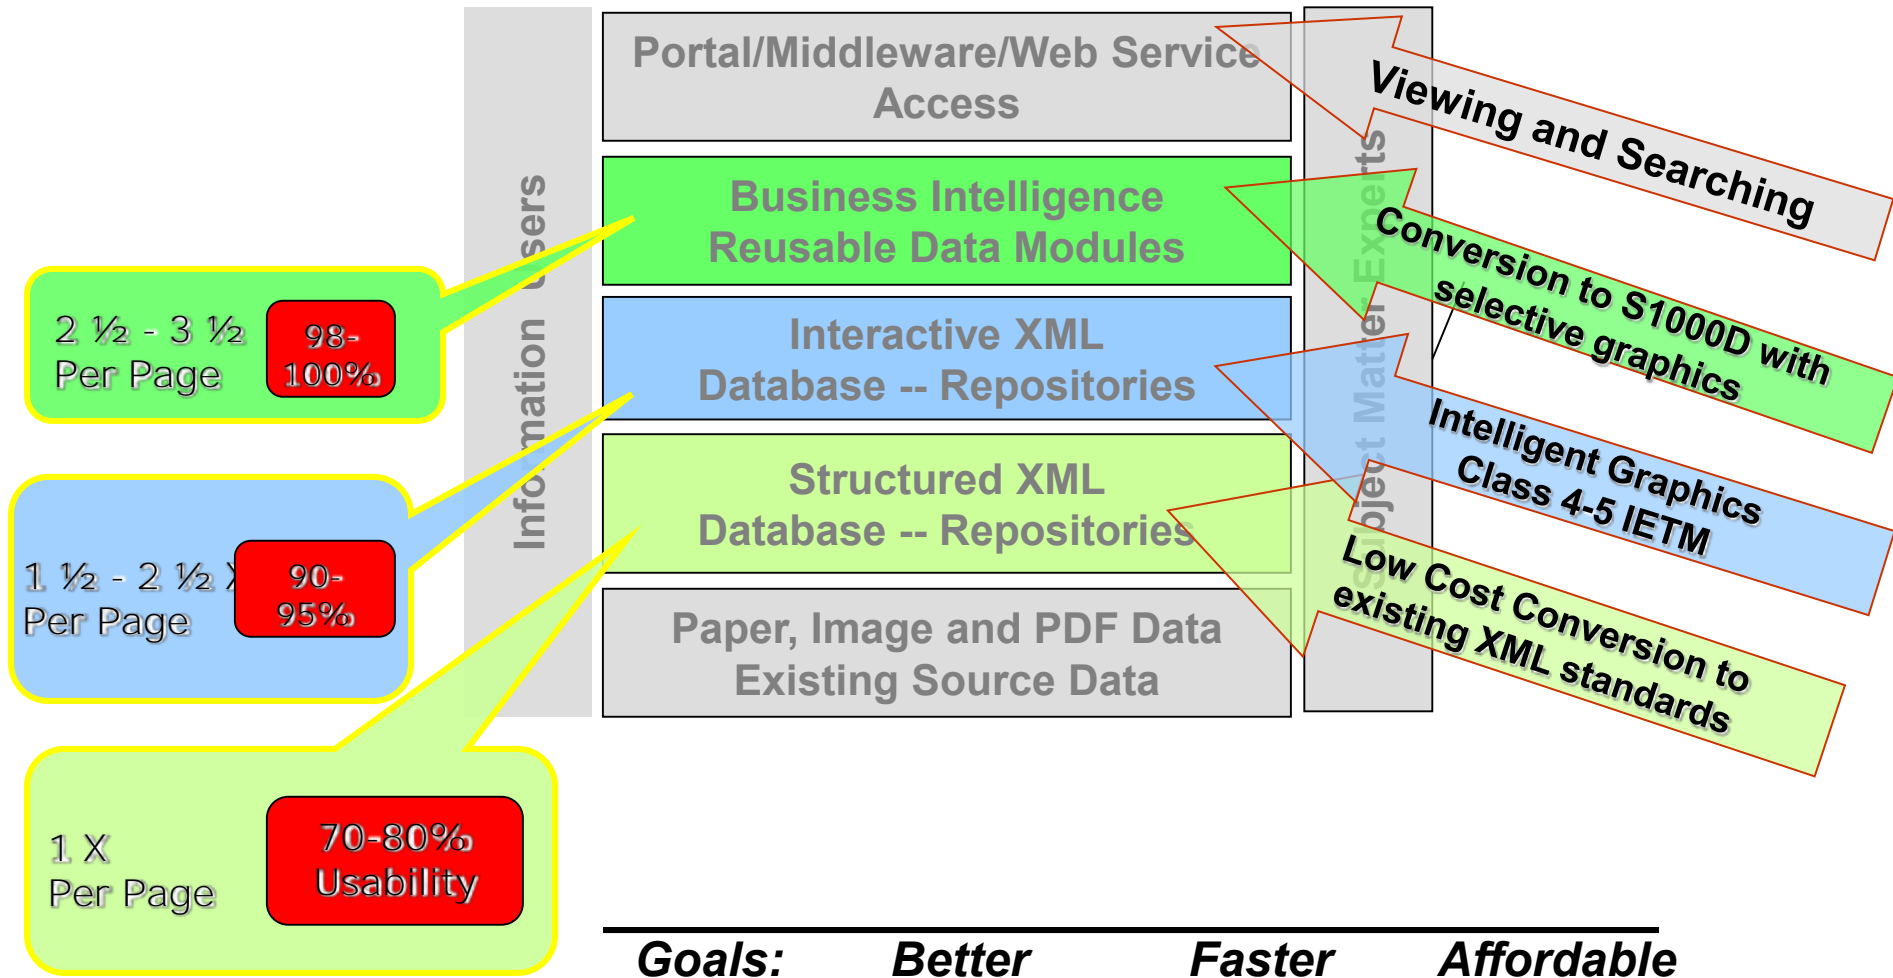 Portal/Middleware/Web Service
Access
Business Intelligence
Reusable Data Modules
Interactive XML
Database -- Repositories
Structured XML
Database -- Repositories
Paper, Image and PDF Data
Existing Source Data
Information Users
Subject Matter Experts
Viewing and Searching
Conversion to S1000D with
selective graphics
Intelligent Graphics
Class 4-5 IETM
Low Cost Conversion to
existing XML standards
2 ½ - 3 ½
Per Page
98-
100%
1 ½ - 2 ½ X
Per Page
90-
95%
1 X
Per Page
70-80%
Usability
Goals: Better Faster Affordable